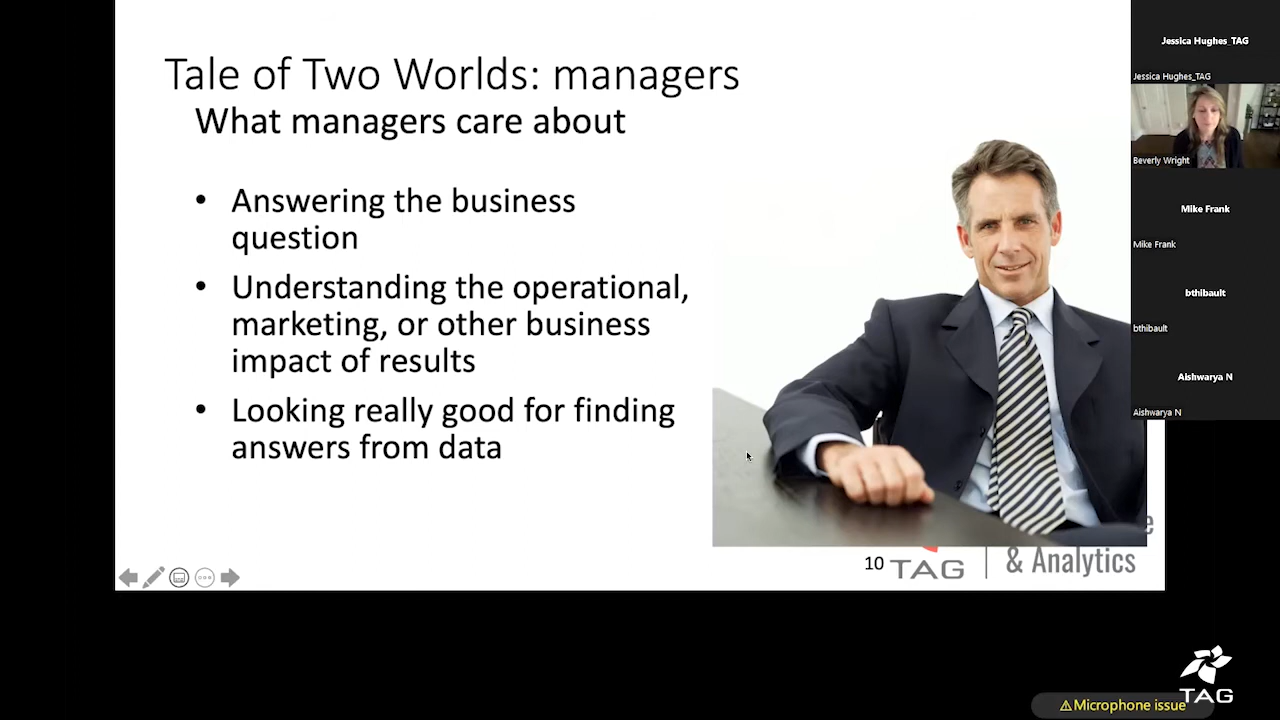 Tale of Two Worlds: managers
What managers care about
• Answering the business
question
• Understanding the operational,
marketing, or other business
impact of results
• Looking really good for finding
answers from data
10
TAG
& Analytics
Jessica Hughes_TAG
Jessica Hughes_TAG
Beverly Wright
Mike Frank
Mike Frank
bthibault
bthibault
Aishwarya N
Aishwarya N
TAG
⚠Microphone issue